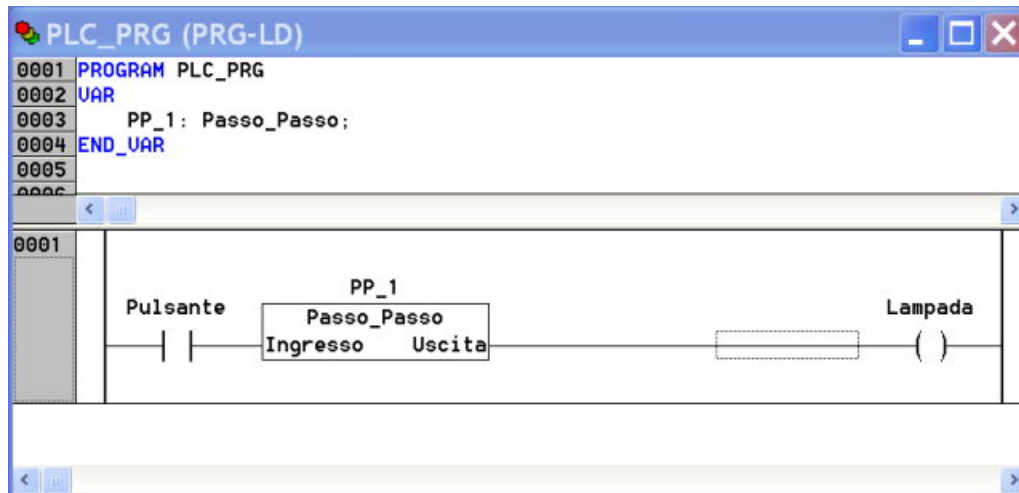 PLC_PRG (PRG-LD)
0001 PROGRAM PLC_PRG
0002 VAR
0003 PP_1: Passo_Passo;
0004 END_VAR
0005
0006
0001
PP_1
Pulsante Passo_Passo Lampada
Ingresso Uscita